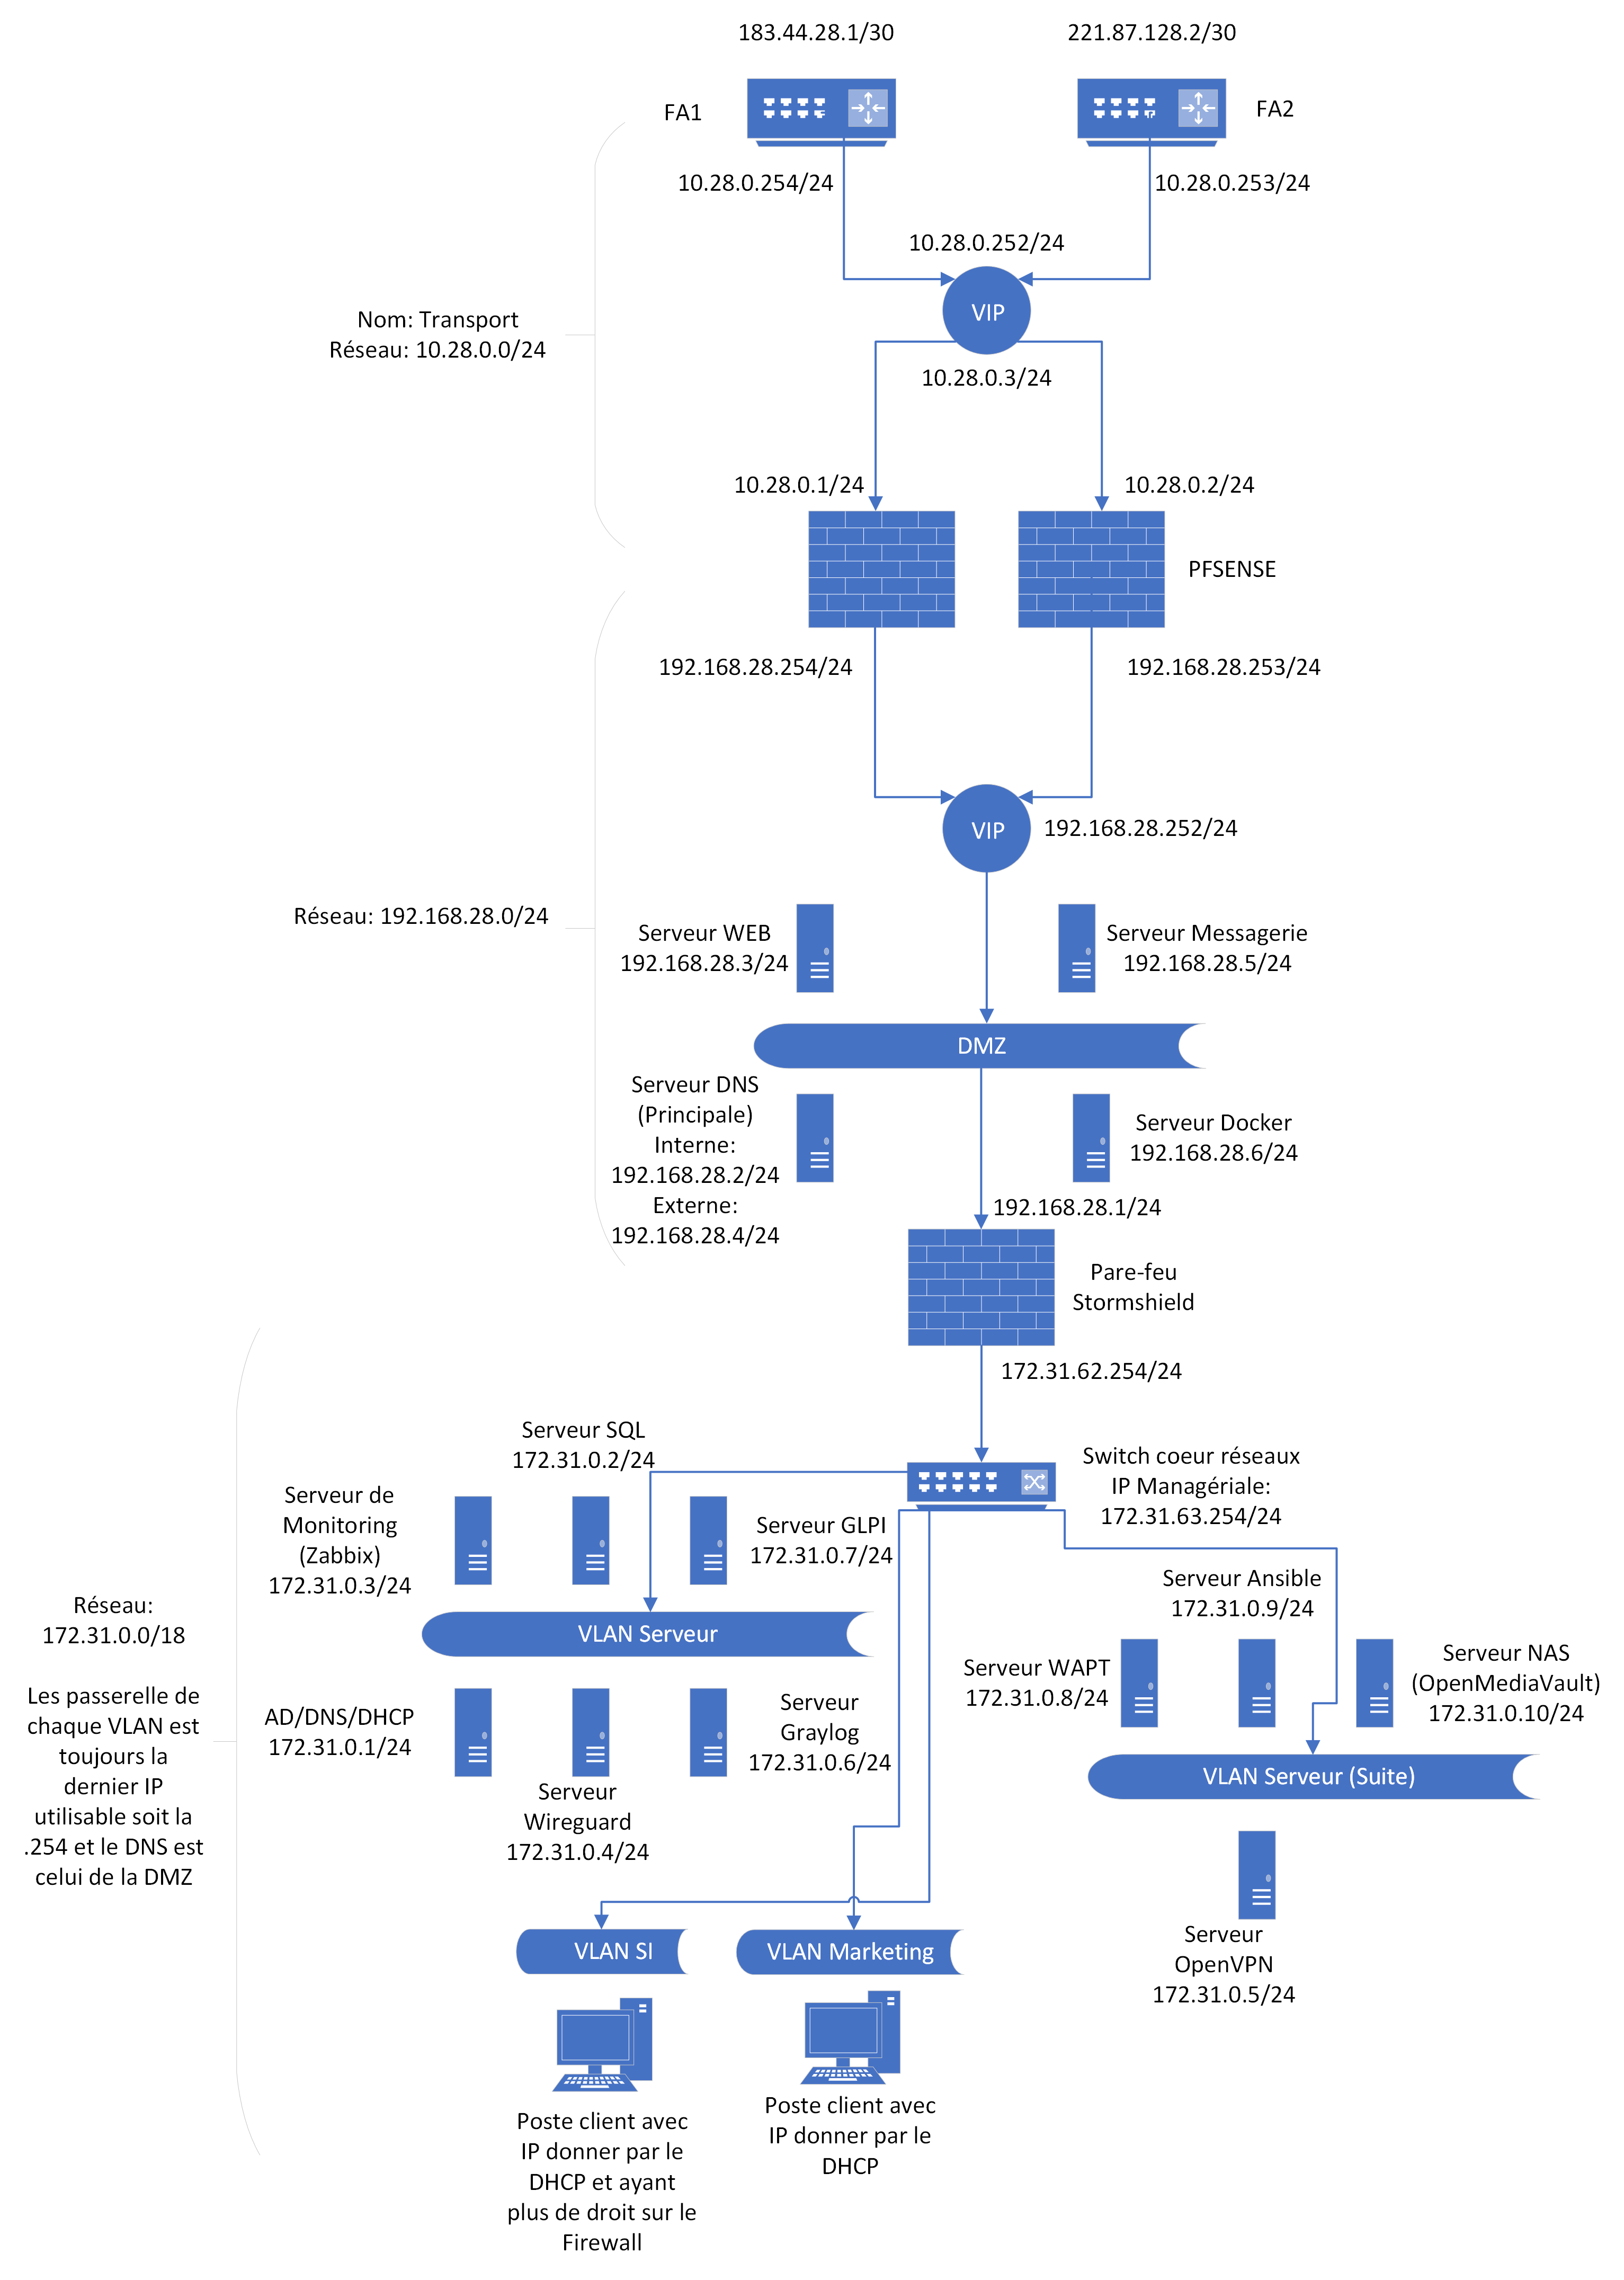 183.44.28.1/30
221.87.128.2/30
FA1
FA2
10.28.0.254/24
10.28.0.253/24
10.28.0.252/24
VIP
Nom: Transport
Réseau: 10.28.0.0/24
10.28.0.3/24
10.28.0.1/24
10.28.0.2/24
PFSENSE
192.168.28.254/24
192.168.28.253/24
VIP
192.168.28.252/24
Réseau: 192.168.28.0/24
Serveur WEB
192.168.28.3/24
Serveur Messagerie
192.168.28.5/24
DMZ
Serveur DNS
(Principale)
Interne:
192.168.28.2/24
Externe:
192.168.28.4/24
Serveur Docker
192.168.28.6/24
192.168.28.1/24
Pare-feu
Stormshield
172.31.62.254/24
Serveur SQL
172.31.0.2/24
Switch coeur réseaux
IP Managériale:
172.31.63.254/24
Serveur de
Monitoring
(Zabbix)
172.31.0.3/24
Serveur GLPI
172.31.0.7/24
Réseau:
172.31.0.0/18
Les passerelle de
chaque VLAN est
toujours la
dernier IP
utilisable soit la
.254 et le DNS est
celui de la DMZ
VLAN Serveur
Serveur Ansible
172.31.0.9/24
Serveur WAPT
172.31.0.8/24
Serveur NAS
(OpenMediaVault)
172.31.0.10/24
AD/DNS/DHCP
172.31.0.1/24
Serveur
Wireguard
172.31.0.4/24
Serveur
Graylog
172.31.0.6/24
VLAN Serveur (Suite)
Serveur
OpenVPN
172.31.0.5/24
VLAN SI
VLAN Marketing
Poste client avec
IP donner par le
DHCP et ayant
plus de droit sur le
Firewall
Poste client avec
IP donner par le
DHCP